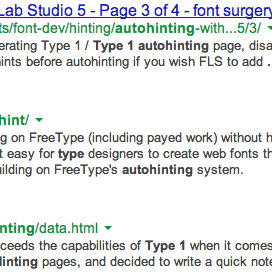 Lab Studio 5 - Page 3 of 4 - font surgery
ts/font-dev/hinting/autohinting-with...5/3/
erating Type 1 / Type 1 autohinting page, disa
ints before autohinting if you wish FLS to add .
hint/
g on FreeType (including payed work) without h
t easy for type designers to create web fonts th
uilding on FreeType's autohinting system.
nting/data.html
ceeds the capabilities of Type 1 when it comes
Hinting pages, and decided to write a quick note